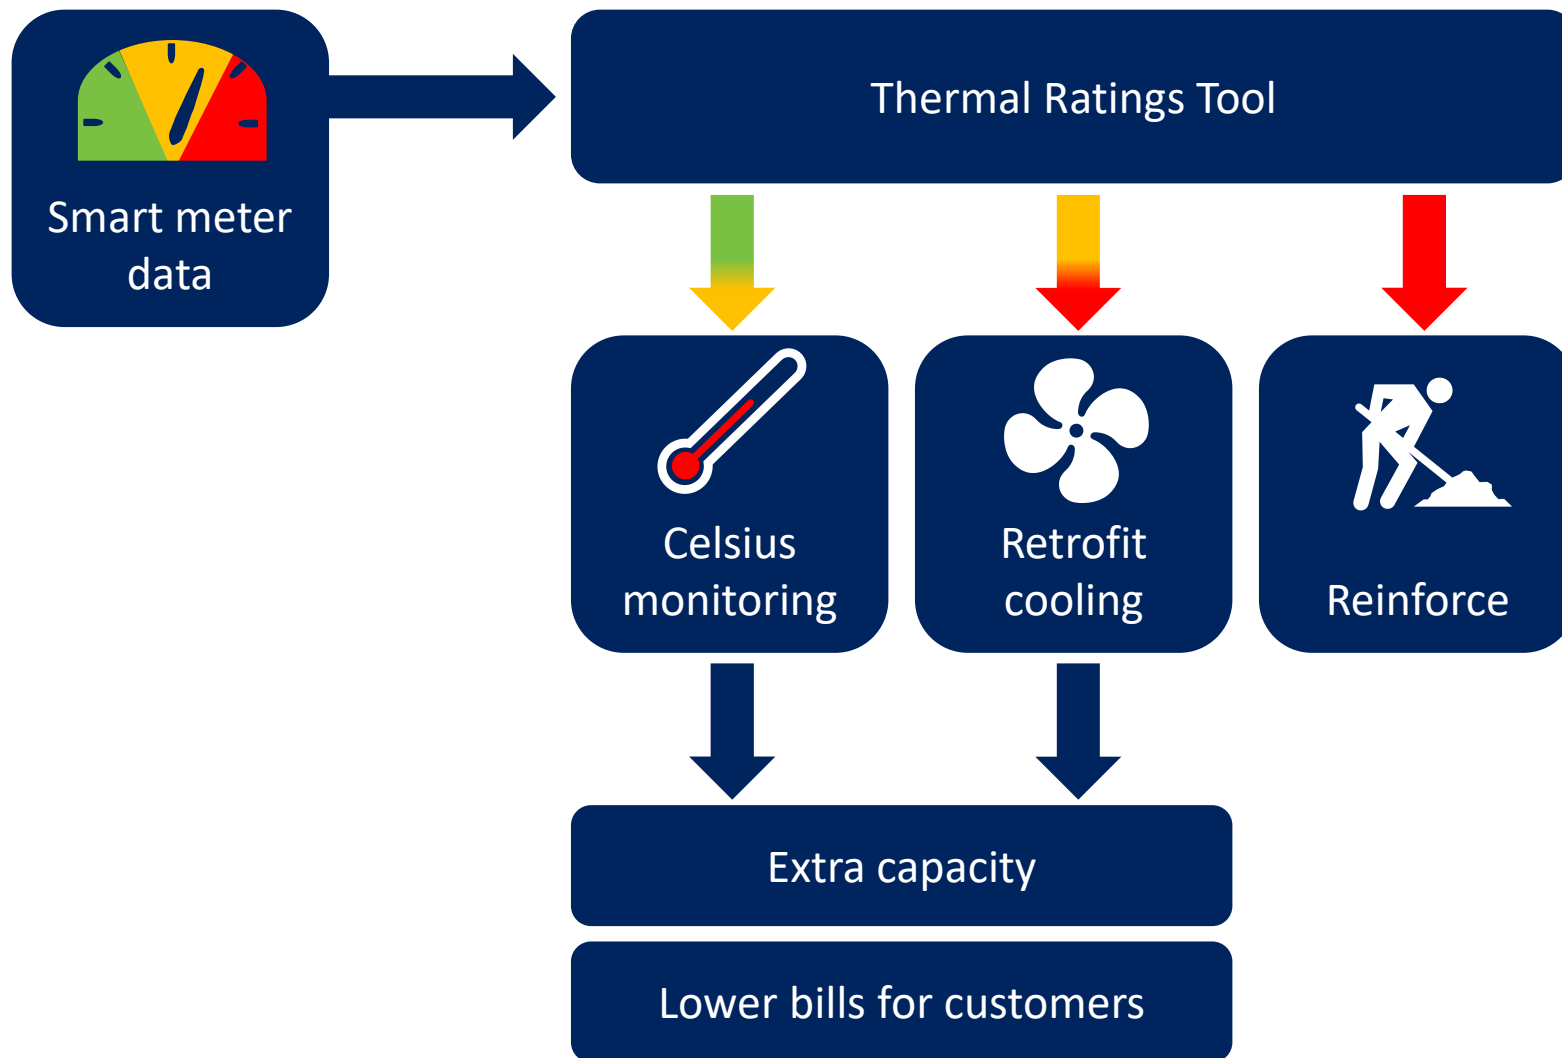 Smart meter
data
Thermal Ratings Tool
Celsius
monitoring
Retrofit
cooling
Reinforce
Extra capacity
Lower bills for customers